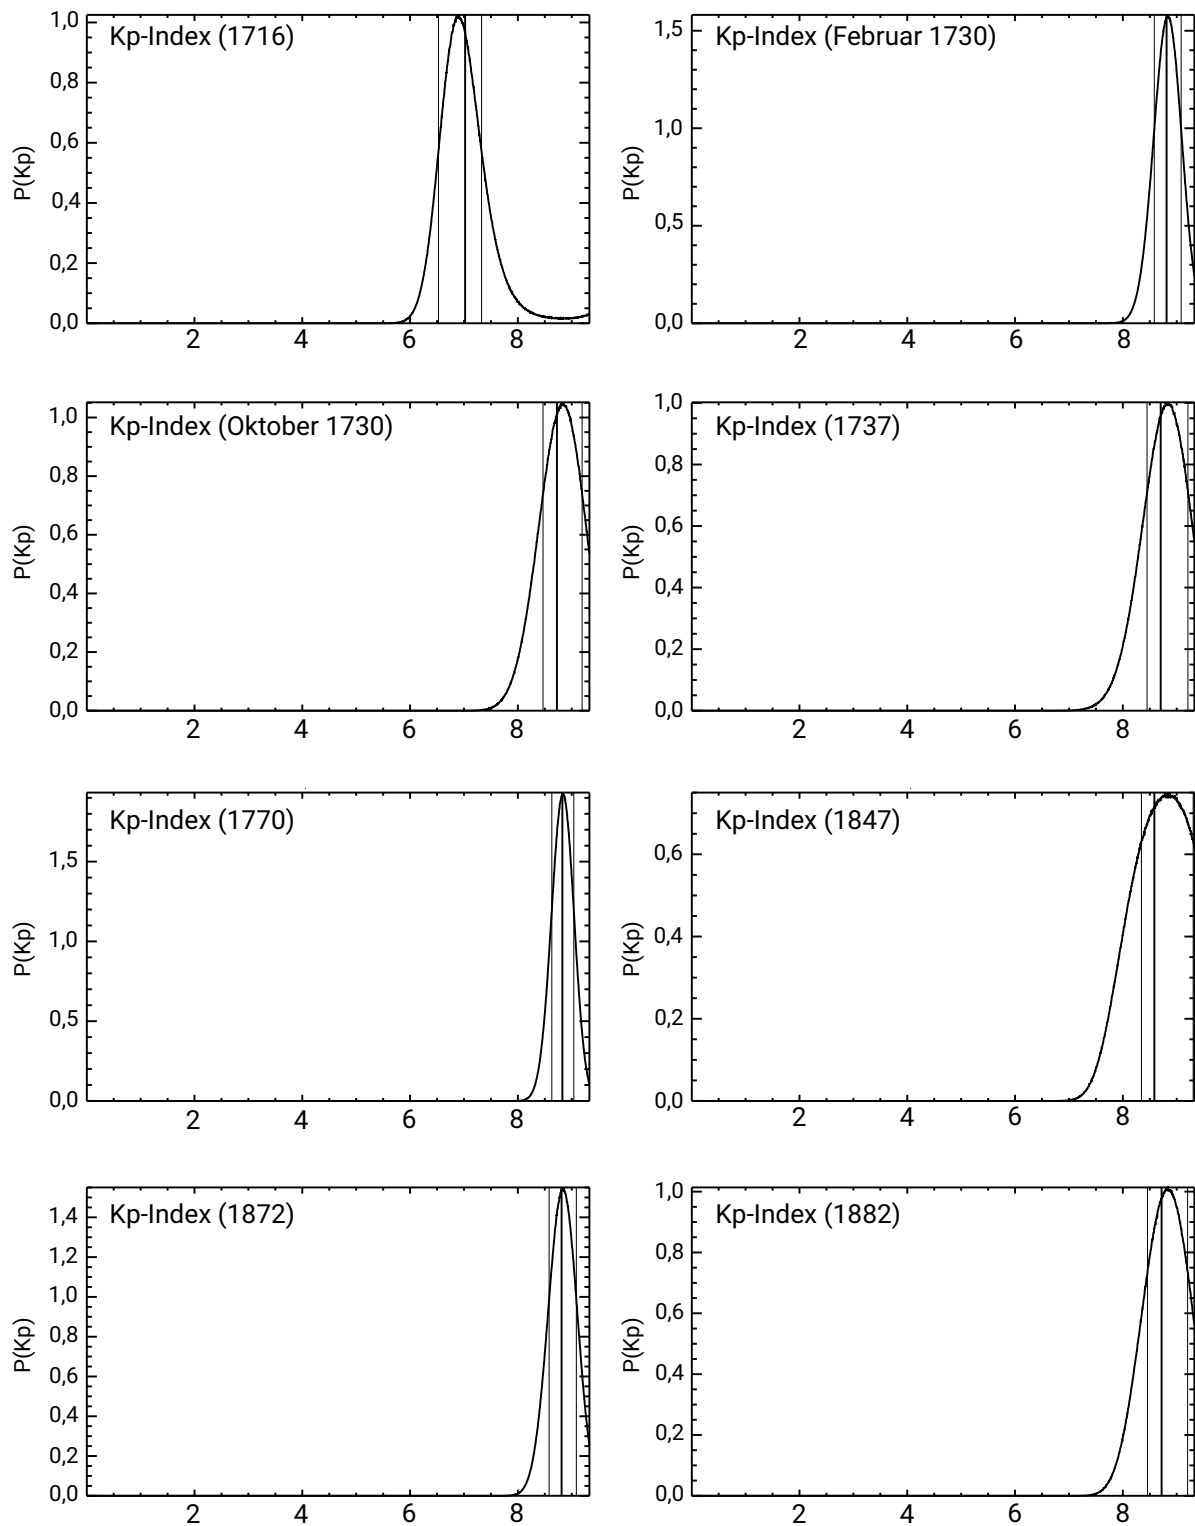 Kp-Index (1716)
P(Kp)
1,0
0,8
0,6
0,4
0,2
0,0
2 4 6 8
Kp-Index (Februar 1730)
P(Kp)
1,5
1,0
0,5
0,0
2 4 6 8
Kp-Index (Oktober 1730)
P(Kp)
1,0
0,8
0,6
0,4
0,2
0,0
2 4 6 8
Kp-Index (1737)
P(Kp)
1,0
0,8
0,6
0,4
0,2
0,0
2 4 6 8
Kp-Index (1770)
P(Kp)
1,5
1,0
0,5
0,0
2 4 6 8
Kp-Index (1847)
P(Kp)
0,6
0,4
0,2
0,0
2 4 6 8
Kp-Index (1872)
P(Kp)
1,4
1,2
1,0
0,8
0,6
0,4
0,2
0,0
2 4 6 8
Kp-Index (1882)
P(Kp)
1,0
0,8
0,6
0,4
0,2
0,0
2 4 6 8